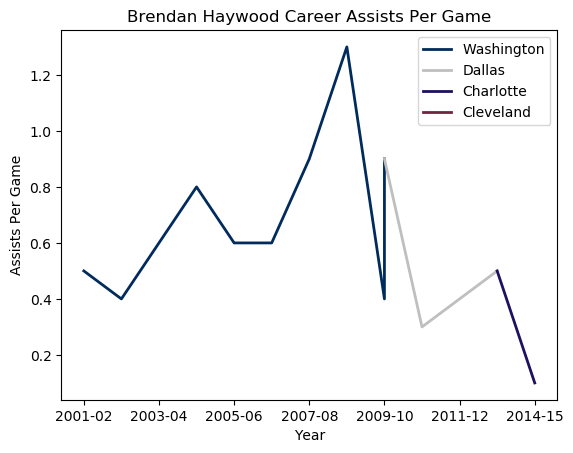 Brendan Haywood Career Assists Per Game
Washington
Dallas
Charlotte
Cleveland
Assists Per Game
1.2
1.0
0.8
0.6
0.4
0.2
2001-02 2003-04 2005-06 2007-08 2009-10 2011-12 2014-15
Year